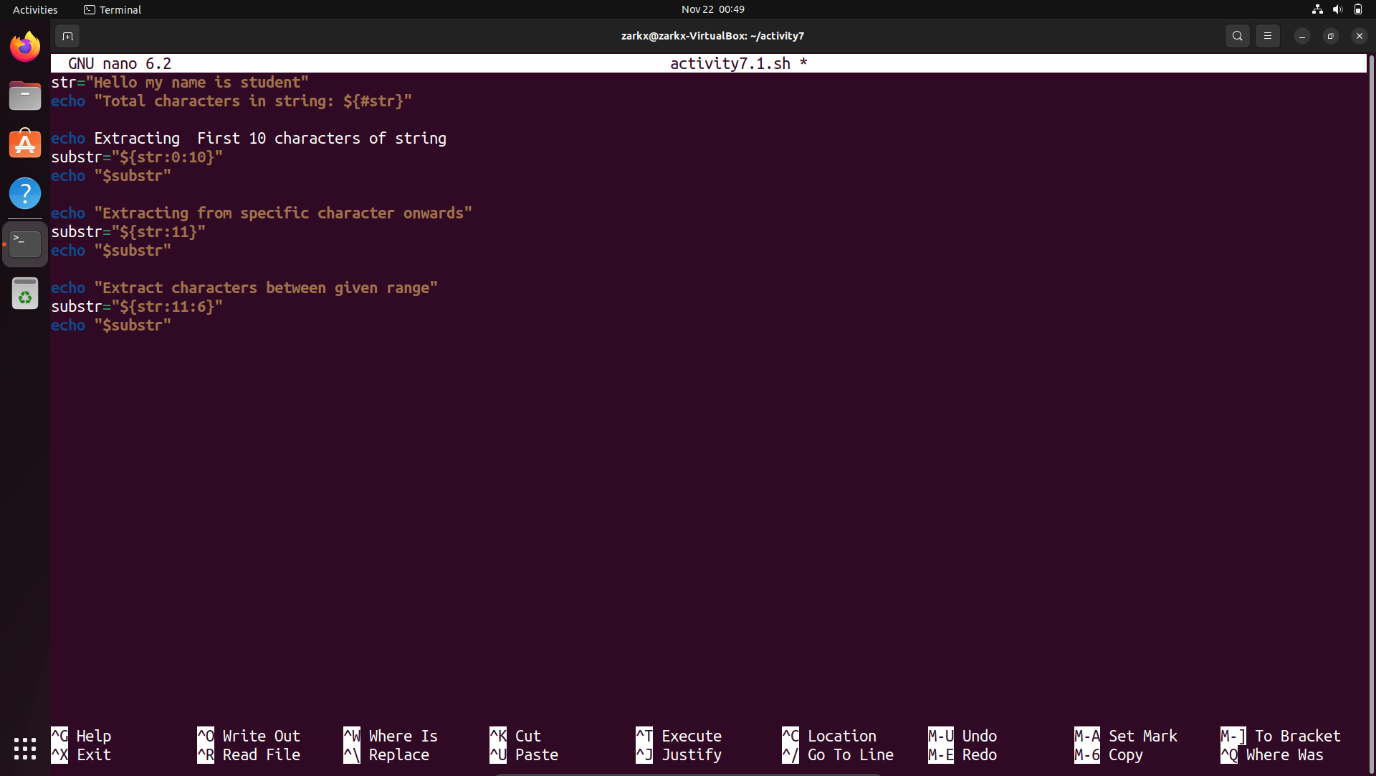 Activities Terminal Nov 22 00:49
zarkx@zarkx-VirtualBox: ~/activity7
GNU nano 6.2 activity7.1.sh *
str="Hello my name is student"
echo "Total characters in string: ${#str}"
echo Extracting  First 10 characters of string
substr="${str:0:10}"
echo "$substr"
echo "Extracting from specific character onwards"
substr="${str:11}"
echo "$substr"
echo "Extract characters between given range"
substr="${str:11:6}"
echo "$substr"
^G Help ^O Write Out ^W Where Is ^K Cut ^T Execute ^C Location M-U Undo M-A Set Mark M-] To Bracket
^X Exit ^R Read File ^\ Replace ^U Paste ^J Justify ^/ Go To Line M-E Redo M-6 Copy ^Q Where Was